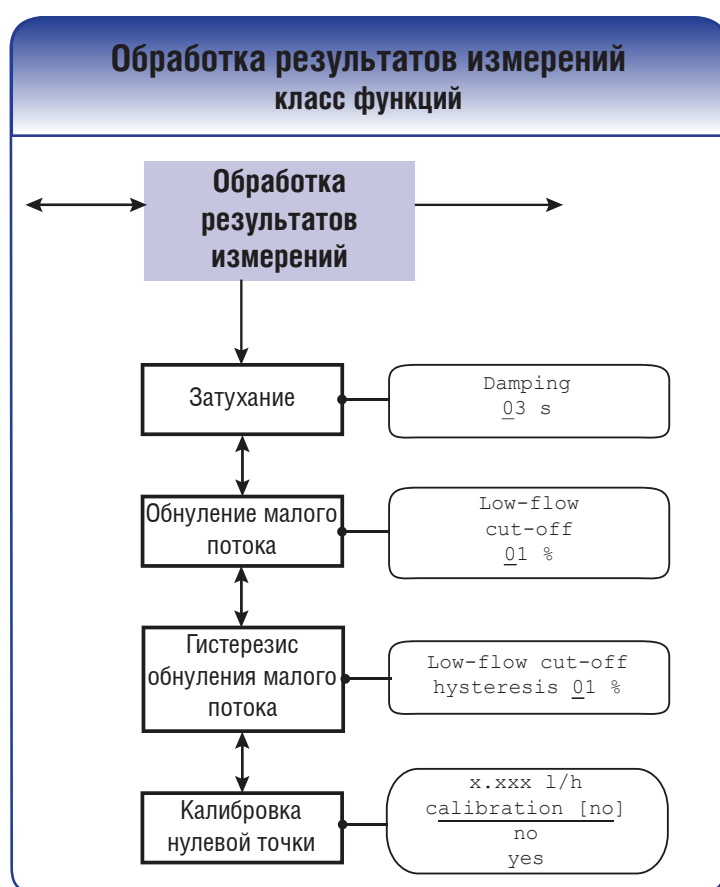 Обработка результатов измерений
класс функций
Обработка
результатов
измерений
Затухание
Damping
03 s
Обнуление малого
потока
Low-flow
cut-off
01 %
Гистерезис
обнуления малого
потока
Low-flow cut-off
hysteresis 01 %
Калибровка
нулевой точки
x.xxx l/h
calibration [no]
no
yes